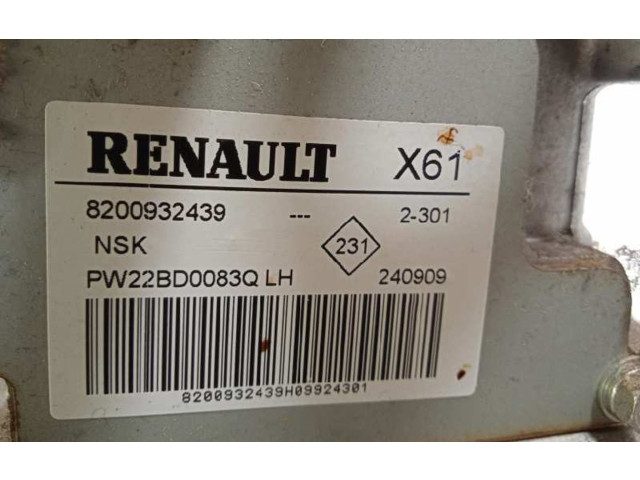 RENAULT X61
8200932439 --- 2-301
NSK 231
PW22BD0083Q LH 240909
8200932439H09924301